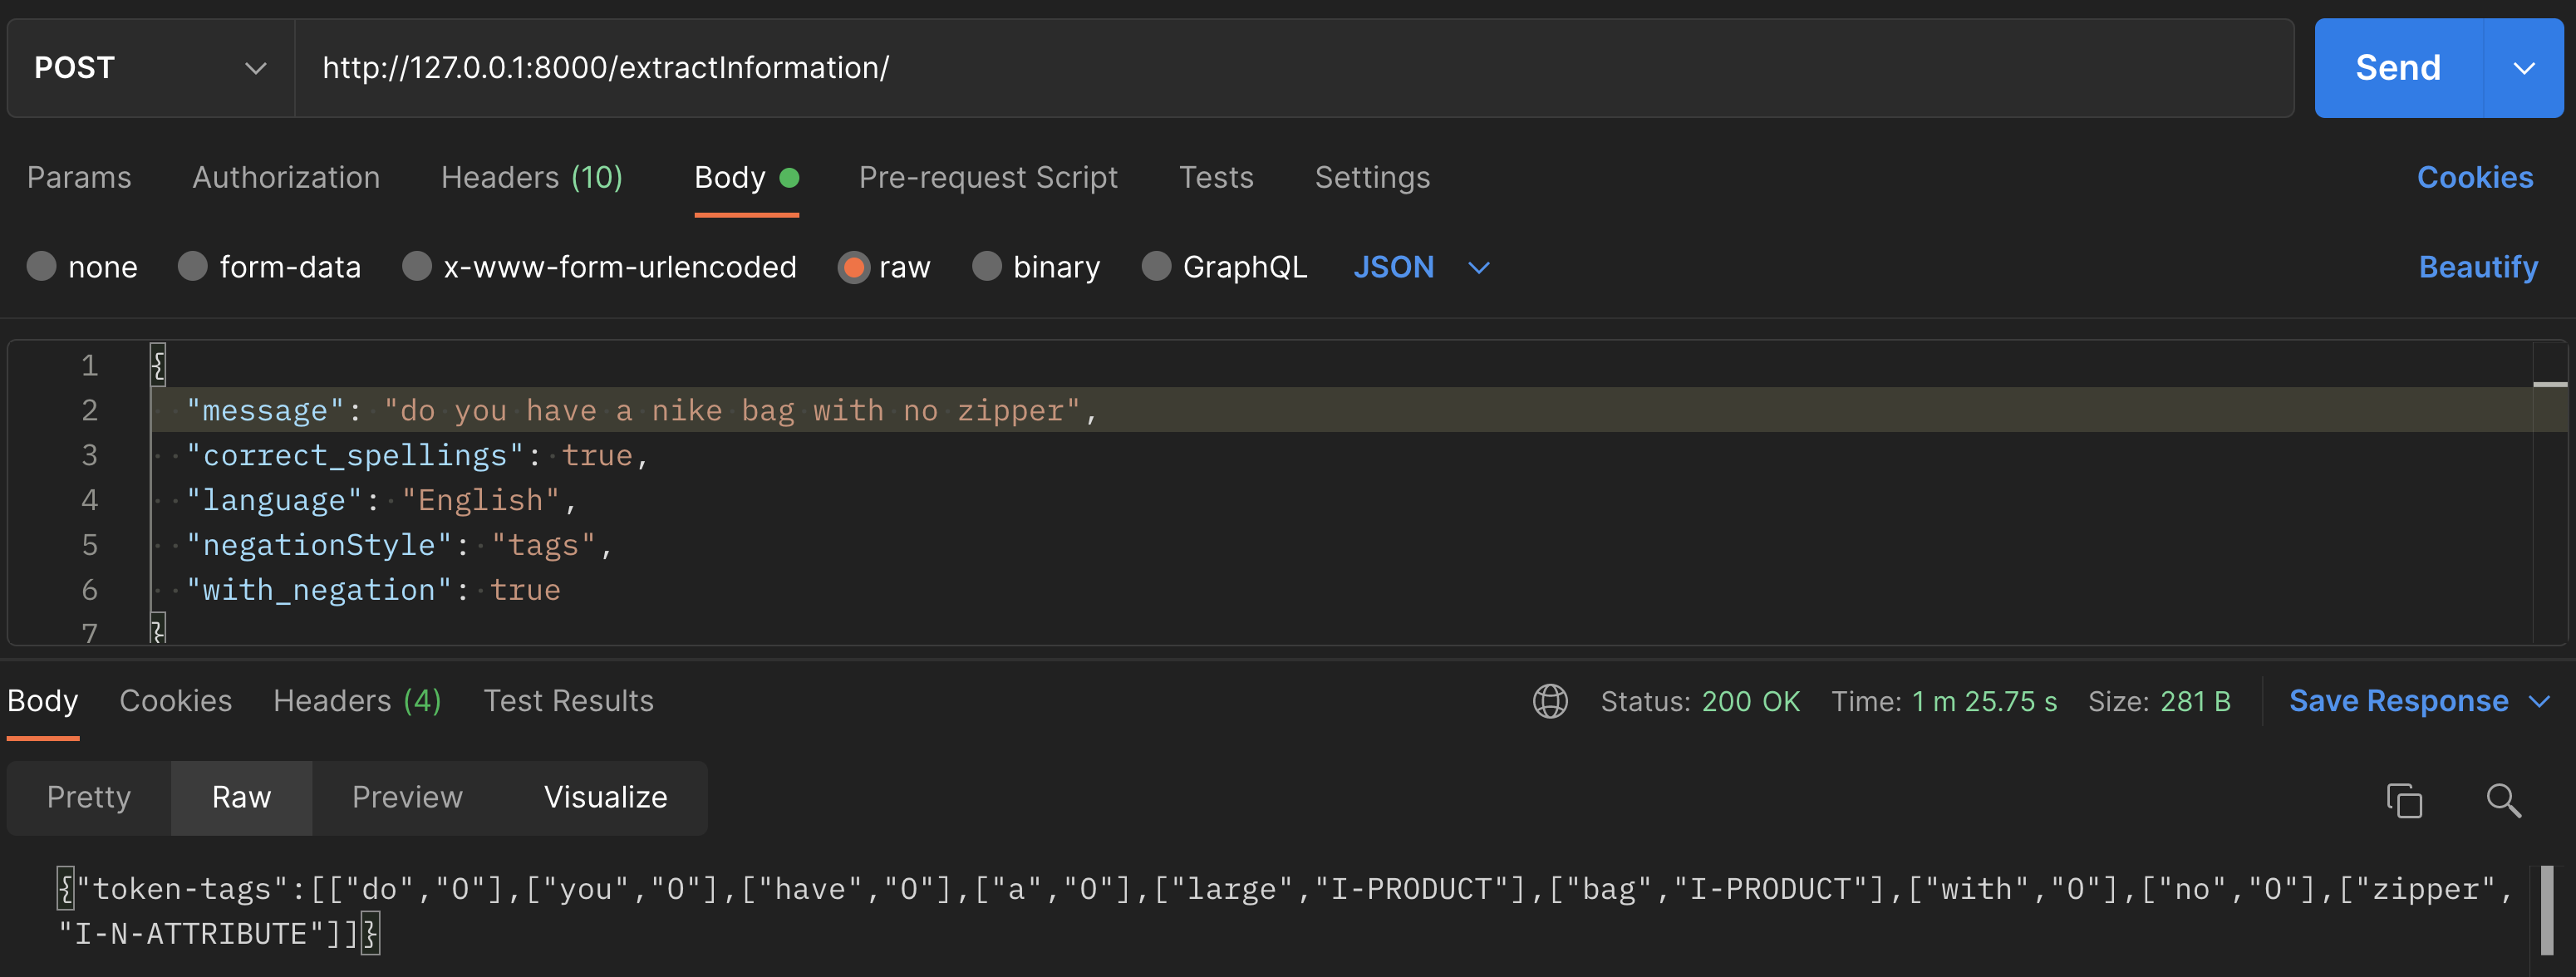 POST http://127.0.0.1:8000/extractInformation/ Send
Params Authorization Headers (10) Body Pre-request Script Tests Settings Cookies
none form-data x-www-form-urlencoded raw binary GraphQL JSON Beautify
1 {
2 "message": "do you have a nike bag with no zipper",
3 "correct_spellings": true,
4 "language": "English",
5 "negationStyle": "tags",
6 "with_negation": true
7 }
Body Cookies Headers (4) Test Results Status: 200 OK Time: 1 m 25.75 s Size: 281 B Save Response
Pretty Raw Preview Visualize
{"token-tags":[["do","O"],["you","O"],["have","O"],["a","O"],["large","I-PRODUCT"],["bag","I-PRODUCT"],["with","O"],["no","O"],["zipper",
"I-N-ATTRIBUTE"]]}